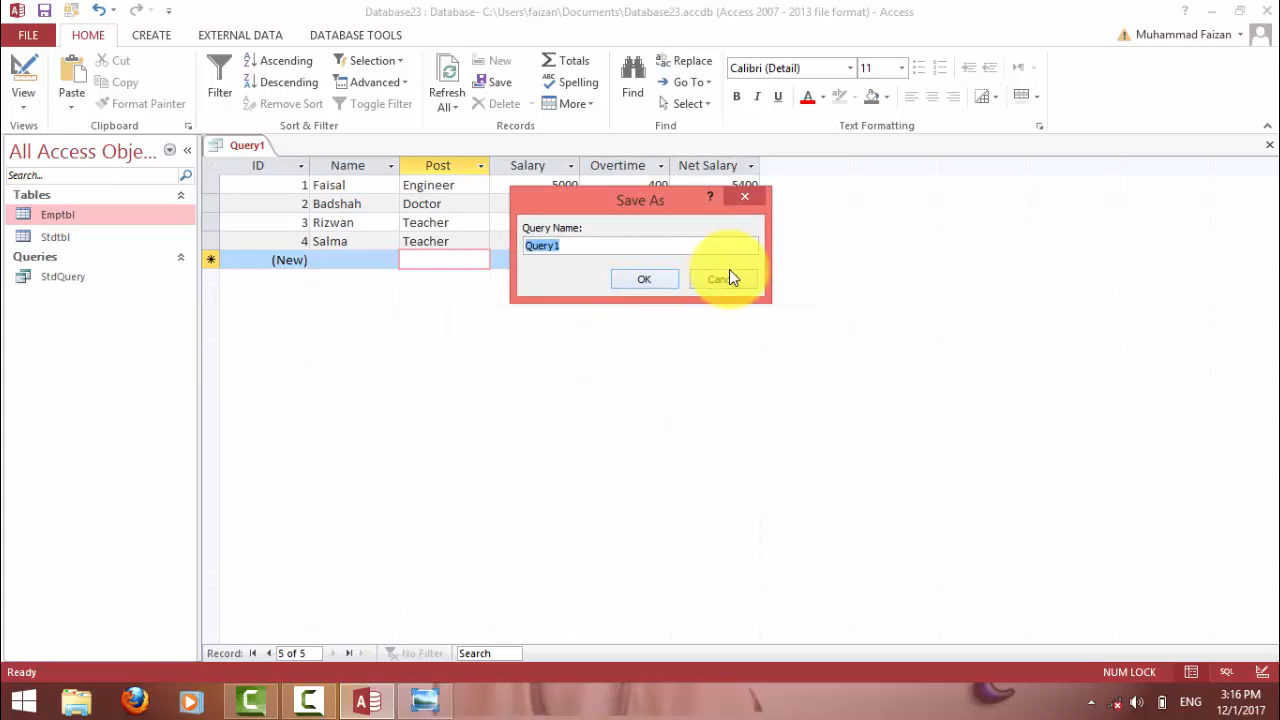 Database23 : Database- C:\Users\faizan\Documents\Database23.accdb (Access 2007 - 2013 file format) - Access
FILE HOME CREATE EXTERNAL DATA DATABASE TOOLS Muhammad Faizan
View
Views
Paste
Cut
Copy
Format Painter
Clipboard
Filter
Ascending
Descending
Remove Sort
Selection
Advanced
Toggle Filter
Sort & Filter
Refresh
All
New
Save
Delete
Totals
Spelling
More
Records
Find
Replace
Go To
Select
Find
Calibri (Detail) 11
B I U A
Text Formatting
All Access Obje...
Search...
Tables
Emptbl
Stdtbl
Queries
StdQuery
Query1
ID Name Post Salary Overtime Net Salary
1 Faisal Engineer 5000 400 5400
2 Badshah Doctor
3 Rizwan Teacher
4 Salma Teacher
(New)
Save As
Query Name:
Query1
OK
Record: 5 of 5 No Filter Search
Ready NUM LOCK SQL
ENG 3:16 PM
12/1/2017